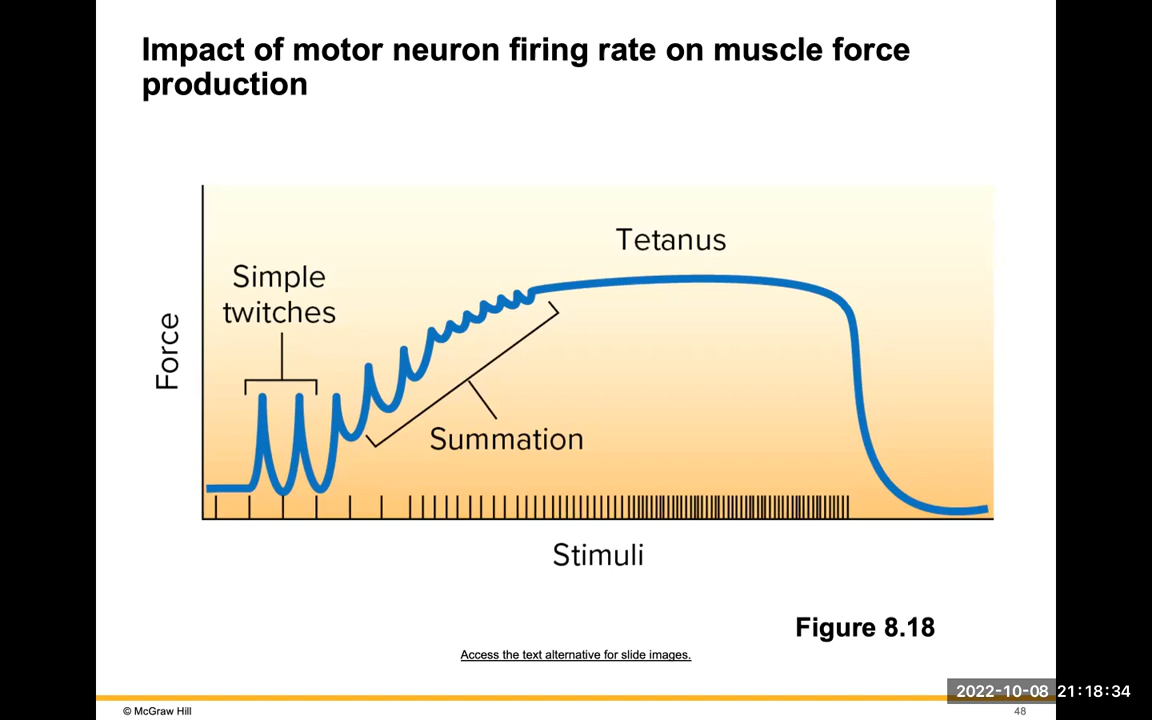 Impact of motor neuron firing rate on muscle force
production
Tetanus
Simple
twitches
Force
Summation
Stimuli
Figure 8.18
Access the text alternative for slide images.
2022-10-08 21:18:34
© McGraw Hill
48